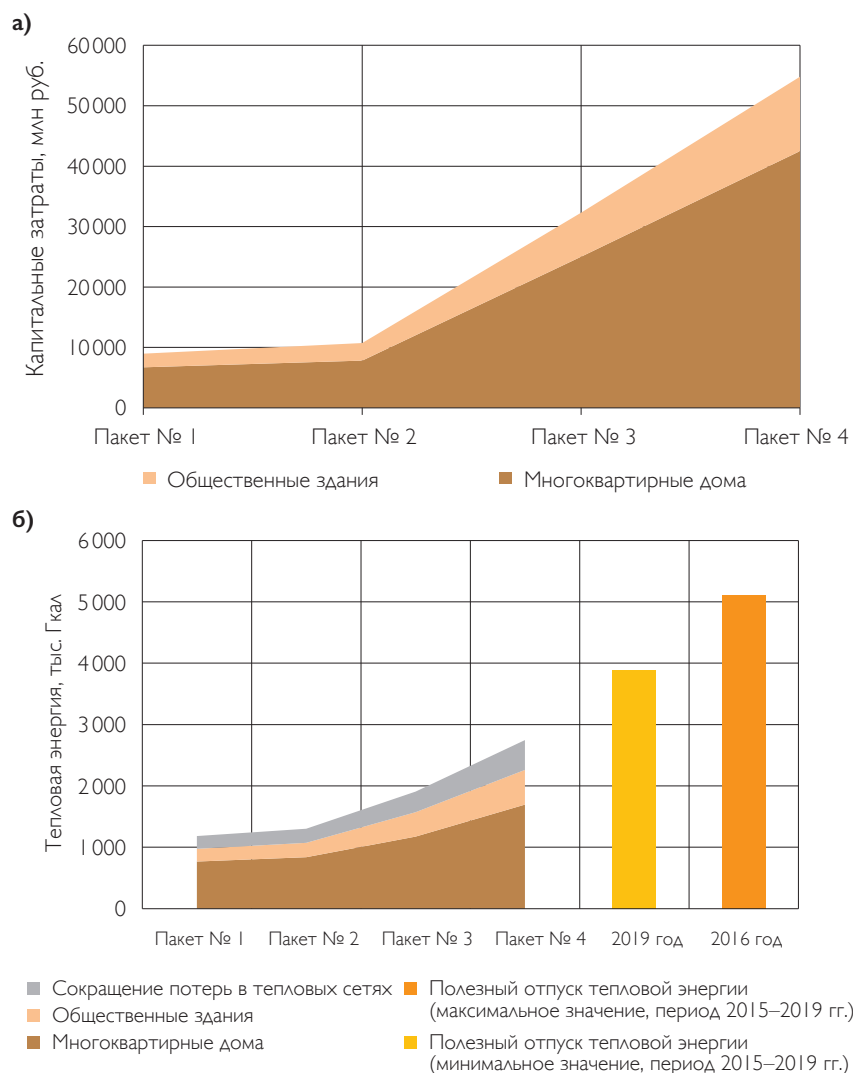 а)
Капитальные затраты, млн руб.
60 000
50 000
40 000
30 000
20 000
10 000
0
Пакет № 1 Пакет № 2 Пакет № 3 Пакет № 4
Общественные здания Многоквартирные дома
б)
Тепловая энергия, тыс. Гкал
6 000
5 000
4 000
3 000
2 000
1 000
0
Пакет № 1 Пакет № 2 Пакет № 3 Пакет № 4 2019 год 2016 год
Сокращение потерь в тепловых сетях
Общественные здания
Многоквартирные дома
Полезный отпуск тепловой энергии
(максимальное значение, период 2015–2019 гг.)
Полезный отпуск тепловой энергии
(минимальное значение, период 2015–2019 гг.)